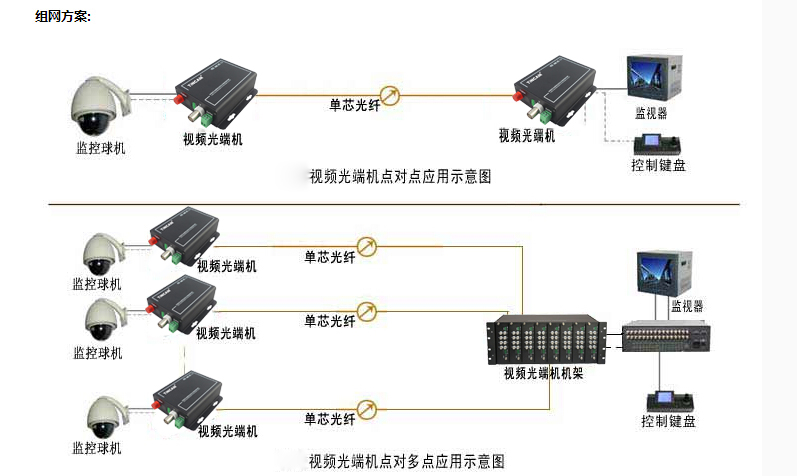 组网方案:
单芯光纤
监控球机
视频光端机
视频光端机
监视器
控制键盘
视频光端机点对点应用示意图
监控球机
视频光端机
单芯光纤
监控球机
视频光端机
单芯光纤
监视器
视频光端机机架
监控球机
视频光端机
单芯光纤
控制键盘
视频光端机点对多点应用示意图